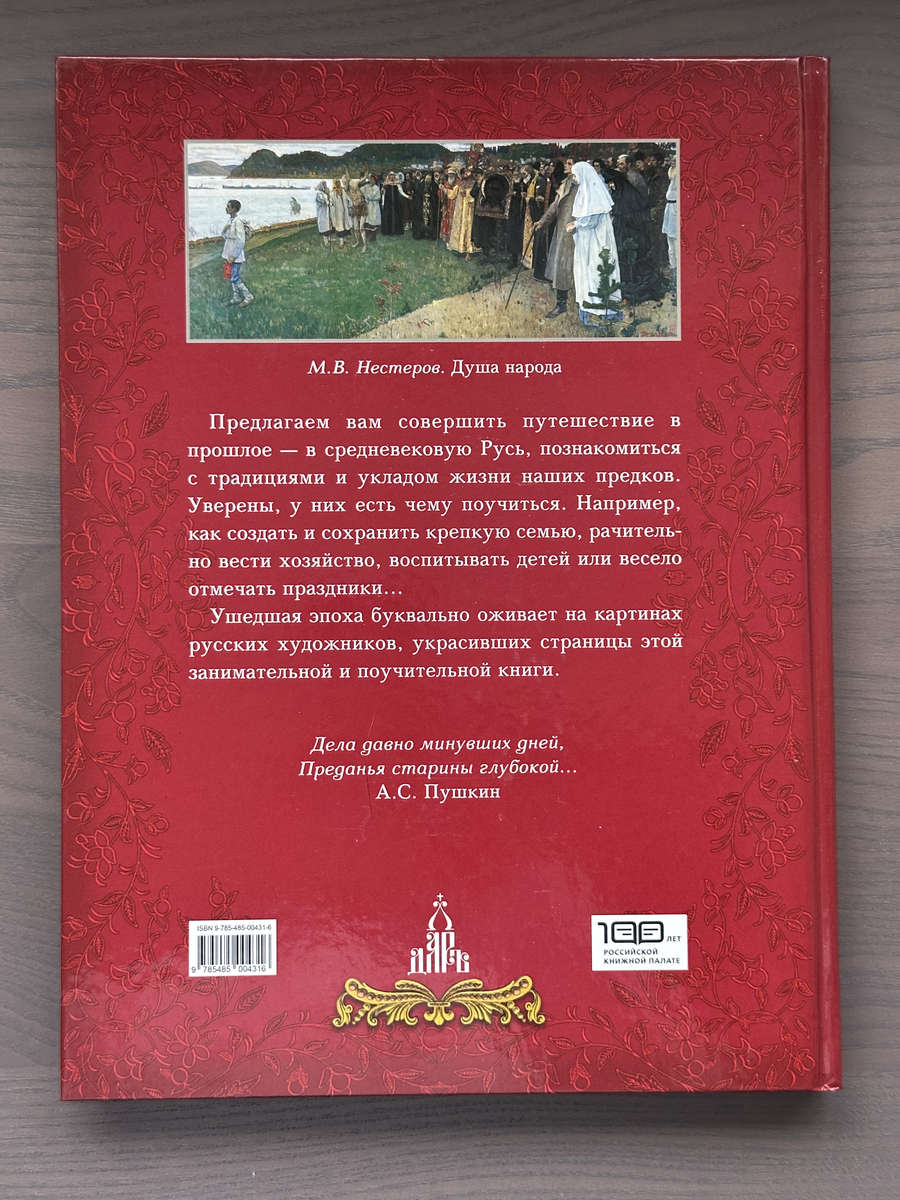 М.В. Нестеров. Душа народа
Предлагаем вам совершить путешествие в
прошлое — в средневековую Русь, познакомиться
с традициями и укладом жизни наших предков.
Уверены, у них есть чему поучиться. Например,
как создать и сохранить крепкую семью, рачитель-
но вести хозяйство, воспитывать детей или весело
отмечать праздники...
Ушедшая эпоха буквально оживает на картинах
русских художников, украсивших страницы этой
занимательной и поучительной книги.
Дела давно минувших дней,
Преданья старины глубокой...
А.С. Пушкин
ISBN 9-785-485-00431-6
9 785485 004316
ДАРЪ
100 ЛЕТ
РОССИЙСКОЙ
КНИЖНОЙ ПАЛАТЕ